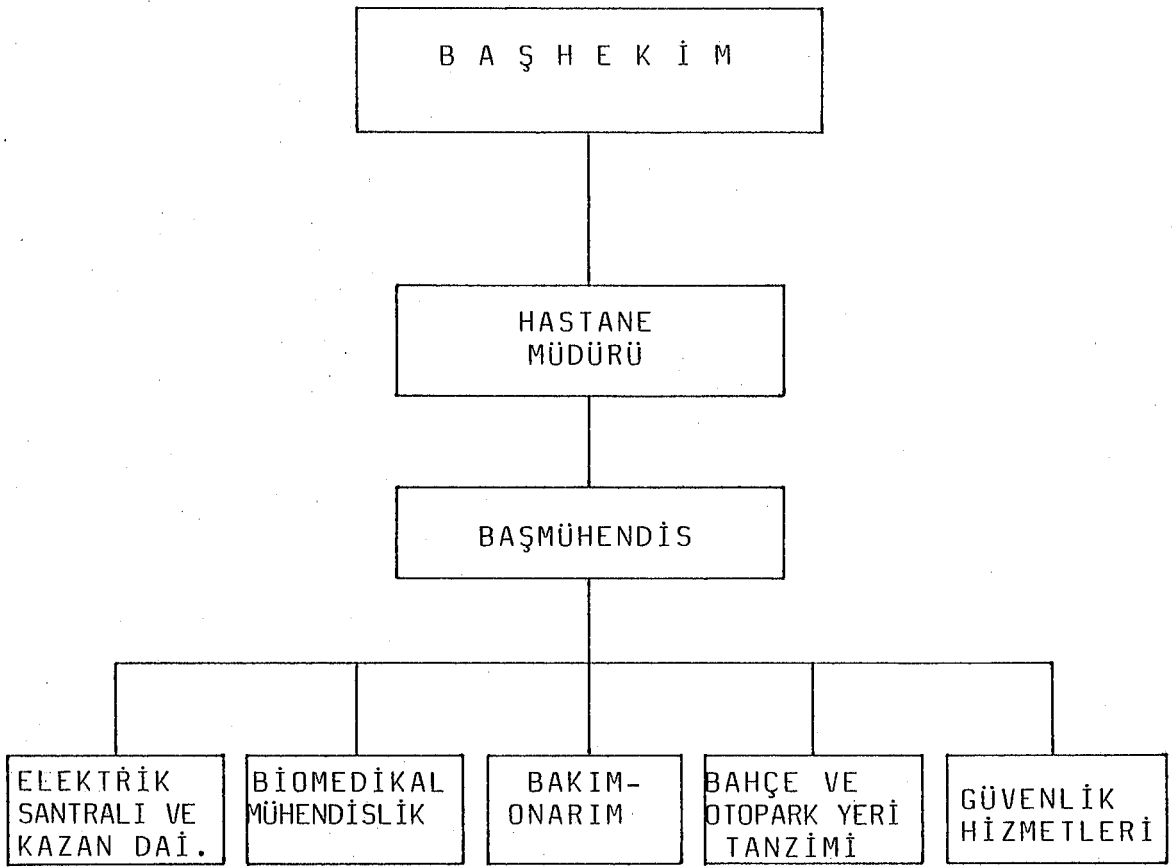 BAŞHEKİM
HASTANE
MÜDÜRÜ
BAŞMÜHENDİS
ELEKTRİK
SANTRALI VE
KAZAN DAİ.
BİOMEDİKAL
MÜHENDİSLİK
BAKIM-
ONARIM
BAHÇE VE
OTOPARK YERİ
TANZİMİ
GÜVENLİK
HİZMETLERİ